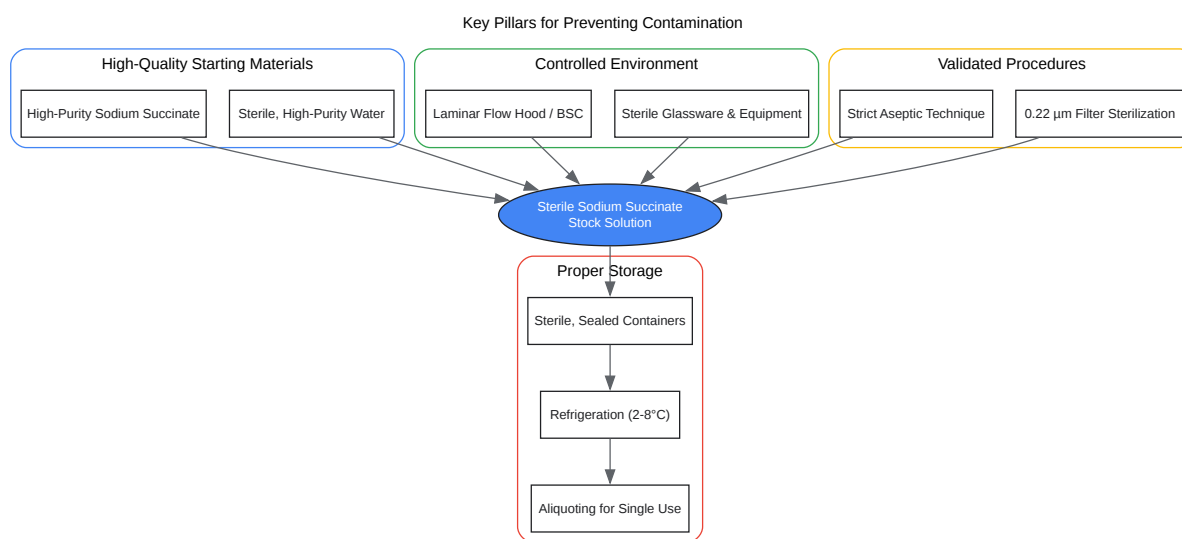 Key Pillars for Preventing Contamination
High-Quality Starting Materials
Controlled Environment
Validated Procedures
High-Purity Sodium Succinate
Sterile, High-Purity Water
Laminar Flow Hood / BSC
Sterile Glassware & Equipment
Strict Aseptic Technique
0.22 µm Filter Sterilization
Sterile Sodium Succinate
Stock Solution
Proper Storage
Sterile, Sealed Containers
Refrigeration (2-8°C)
Aliquoting for Single Use